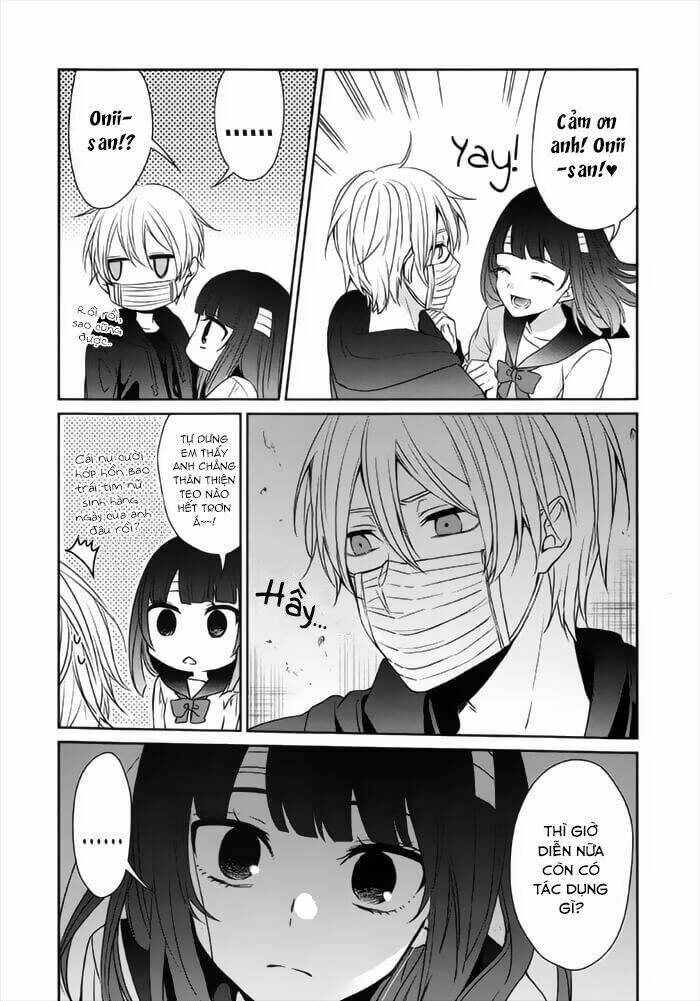 Cảm ơn
anh! Onii
-san!♥
Yay!
.......
Onii-
san!?
Rồi rồi,
sao cũng
được..
Hầy...
TỰ DƯNG
EM THẤY
ANH CHẲNG
THÂN THIỆN
TẸO NÀO
HẾT TRƠN
Á~~!
Cái nụ cười
hớp hồn bao
trái tim nữ
sinh hàng
ngày của anh
đâu rồi?
THÌ GIỜ
DIỄN NỮA
CÒN CÓ
TÁC DỤNG
GÌ?
......